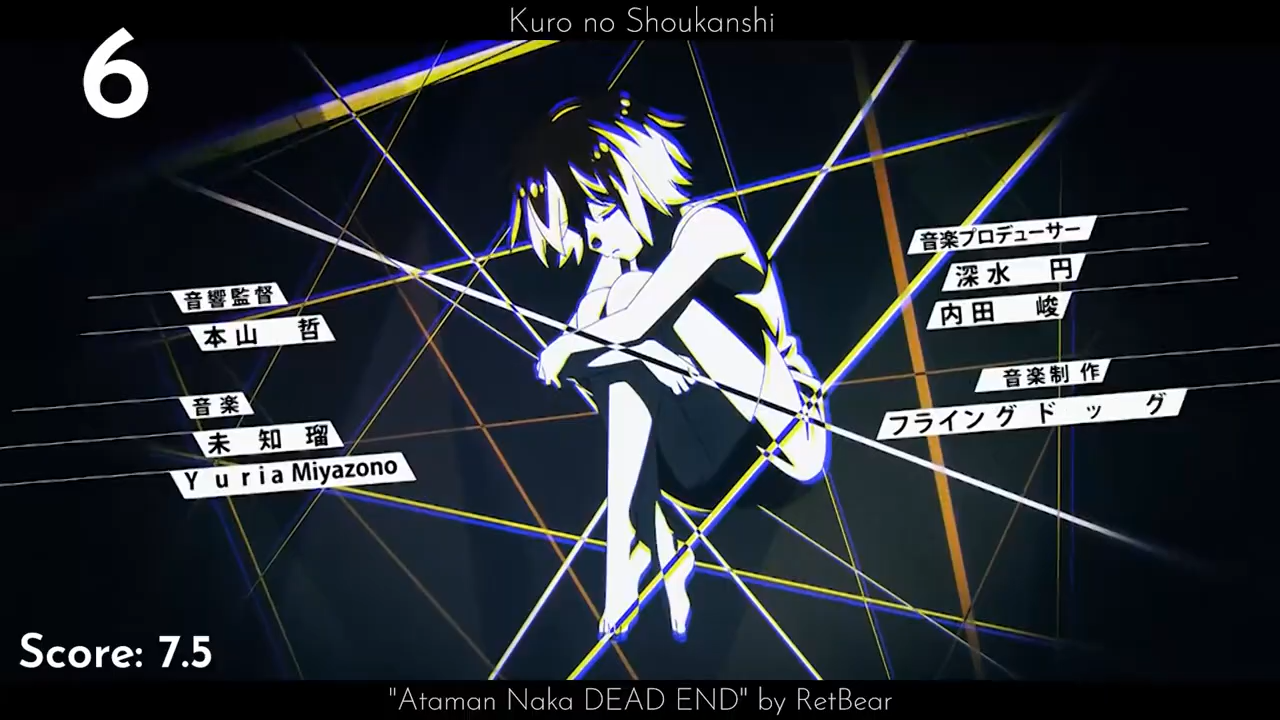 Kuro no Shoukanshi
6
音響監督
本山 哲
音楽
未知瑠
Yuria Miyazono
音楽プロデューサー
深水 円
内田 峻
音楽制作
フライングドッグ
Score: 7.5
"Ataman Naka DEAD END" by RetBear